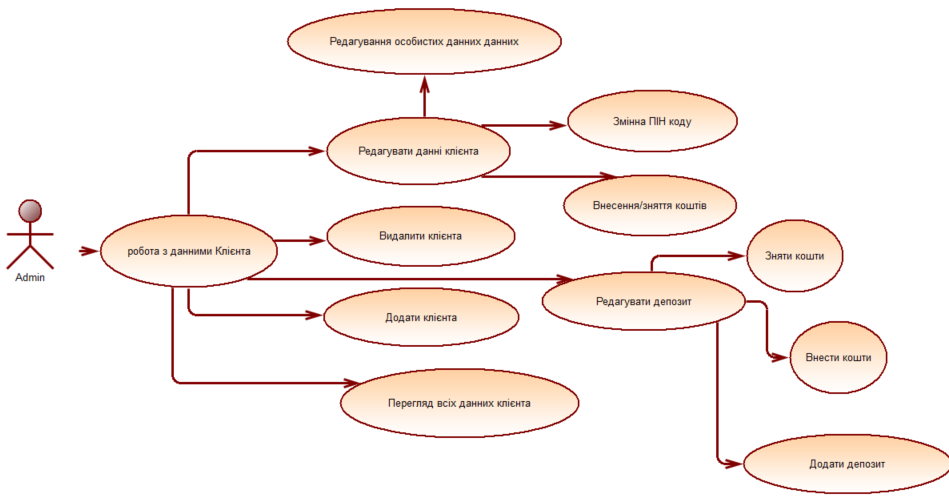 Редагування особистих данних данних
Змінна ПІН коду
Редагувати данні клієнта
Внесення/зняття коштів
Видалити клієнта
робота з данними Клієнта
Зняти кошти
Admin
Редагувати депозит
Додати клієнта
Внести кошти
Перегляд всіх данних клієнта
Додати депозит